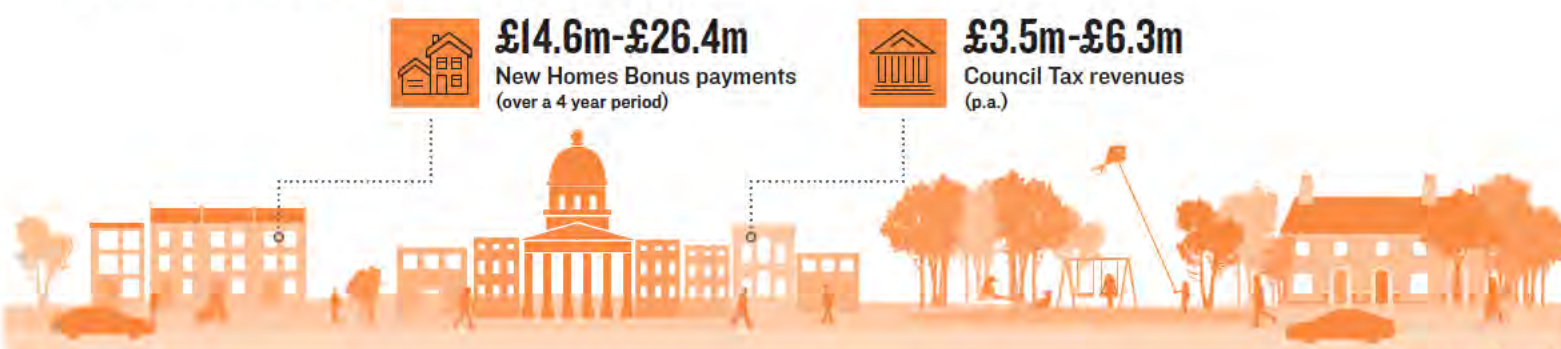 £14.6m-£26.4m
New Homes Bonus payments
(over a 4 year period)
£3.5m-£6.3m
Council Tax revenues
(p.a.)